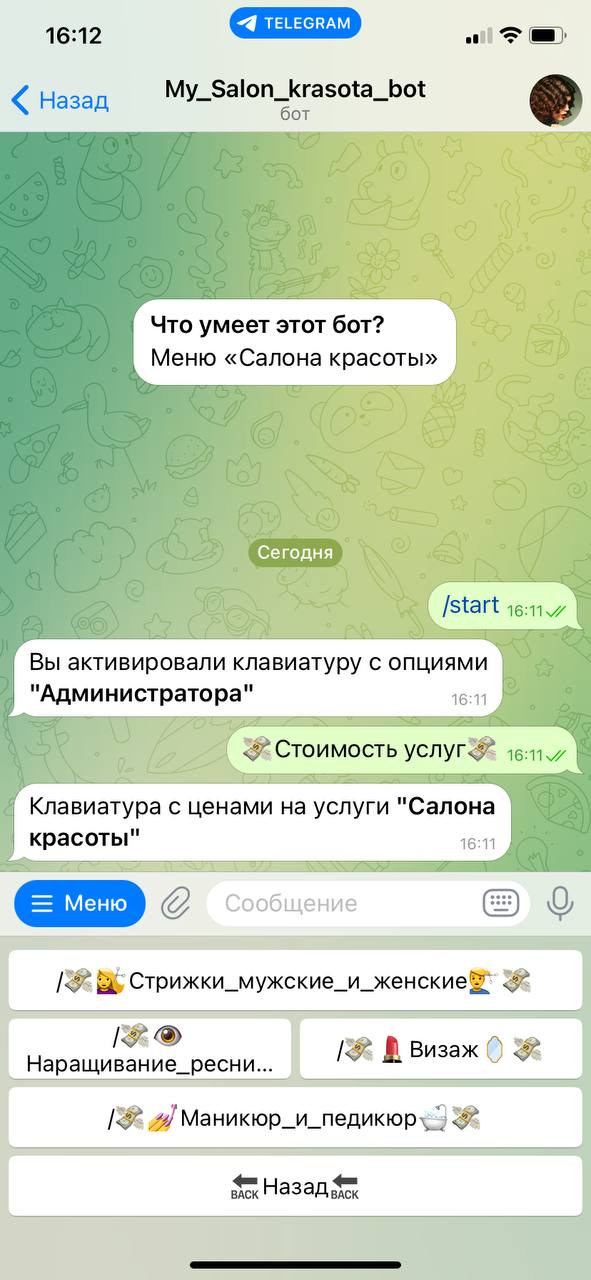 16:12
TELEGRAM
Назад
My_Salon_krasota_bot
бот
Что умеет этот бот?
Меню «Салона красоты»
Сегодня
/start 16:11
Вы активировали клавиатуру с опциями
"Администратора" 16:11
💸Стоимость услуг💸 16:11
Клавиатура с ценами на услуги "Салона
красоты" 16:11
Меню
Сообщение
/💸💇‍♀️Стрижки_мужские_и_женские💇‍♂️💸
/💸👁
Наращивание_ресни...
/💸💄Визаж🪞💸
/💸💅Маникюр_и_педикюр🛁💸
🔙Назад🔙